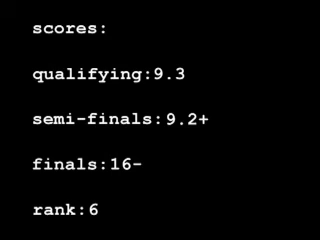 scores:
qualifying:9.3
semi-finals:9.2+
finals:16-
rank:6